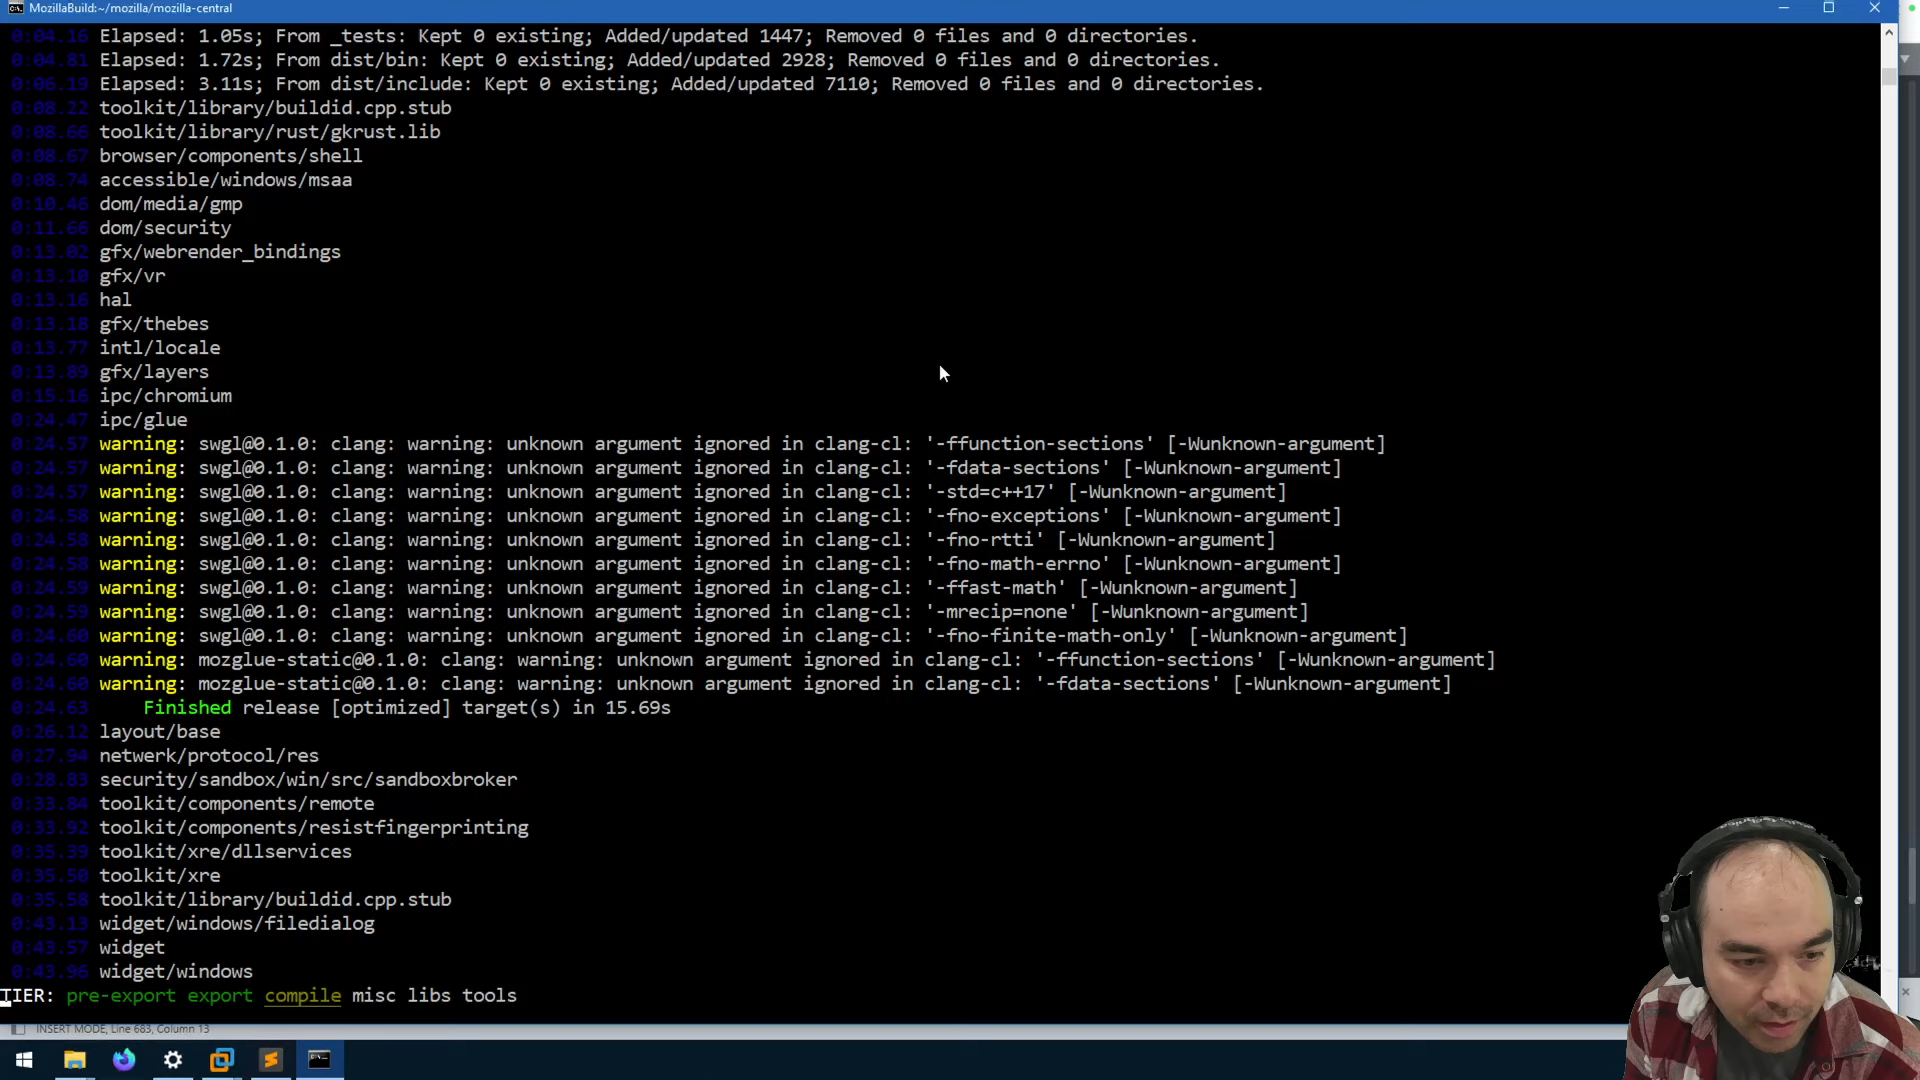 MozillaBuild:~/mozilla/mozilla-central
0:04.16 Elapsed: 1.05s; From _tests: Kept 0 existing; Added/updated 1447; Removed 0 files and 0 directories.
0:04.81 Elapsed: 1.72s; From dist/bin: Kept 0 existing; Added/updated 2928; Removed 0 files and 0 directories.
0:06.19 Elapsed: 3.11s; From dist/include: Kept 0 existing; Added/updated 7110; Removed 0 files and 0 directories.
0:08.22 toolkit/library/buildid.cpp.stub
0:08.66 toolkit/library/rust/gkrust.lib
0:08.67 browser/components/shell
0:08.74 accessible/windows/msaa
0:10.46 dom/media/gmp
0:11.66 dom/security
0:13.02 gfx/webrender_bindings
0:13.10 gfx/vr
0:13.16 hal
0:13.18 gfx/thebes
0:13.77 intl/locale
0:13.89 gfx/layers
0:15.16 ipc/chromium
0:24.47 ipc/glue
0:24.57 warning: swgl@0.1.0: clang: warning: unknown argument ignored in clang-cl: '-ffunction-sections' [-Wunknown-argument]
0:24.57 warning: swgl@0.1.0: clang: warning: unknown argument ignored in clang-cl: '-fdata-sections' [-Wunknown-argument]
0:24.57 warning: swgl@0.1.0: clang: warning: unknown argument ignored in clang-cl: '-std=c++17' [-Wunknown-argument]
0:24.58 warning: swgl@0.1.0: clang: warning: unknown argument ignored in clang-cl: '-fno-exceptions' [-Wunknown-argument]
0:24.58 warning: swgl@0.1.0: clang: warning: unknown argument ignored in clang-cl: '-fno-rtti' [-Wunknown-argument]
0:24.58 warning: swgl@0.1.0: clang: warning: unknown argument ignored in clang-cl: '-fno-math-errno' [-Wunknown-argument]
0:24.59 warning: swgl@0.1.0: clang: warning: unknown argument ignored in clang-cl: '-ffast-math' [-Wunknown-argument]
0:24.59 warning: swgl@0.1.0: clang: warning: unknown argument ignored in clang-cl: '-mrecip=none' [-Wunknown-argument]
0:24.60 warning: swgl@0.1.0: clang: warning: unknown argument ignored in clang-cl: '-fno-finite-math-only' [-Wunknown-argument]
0:24.60 warning: mozglue-static@0.1.0: clang: warning: unknown argument ignored in clang-cl: '-ffunction-sections' [-Wunknown-argument]
0:24.60 warning: mozglue-static@0.1.0: clang: warning: unknown argument ignored in clang-cl: '-fdata-sections' [-Wunknown-argument]
0:24.63 Finished release [optimized] target(s) in 15.69s
0:26.12 layout/base
0:27.94 netwerk/protocol/res
0:28.83 security/sandbox/win/src/sandboxbroker
0:33.84 toolkit/components/remote
0:33.92 toolkit/components/resistfingerprinting
0:35.39 toolkit/xre/dllservices
0:35.50 toolkit/xre
0:35.58 toolkit/library/buildid.cpp.stub
0:43.13 widget/windows/filedialog
0:43.57 widget
0:43.96 widget/windows
TIER: pre-export export compile misc libs tools
INSERT MODE, Line 683, Column 13